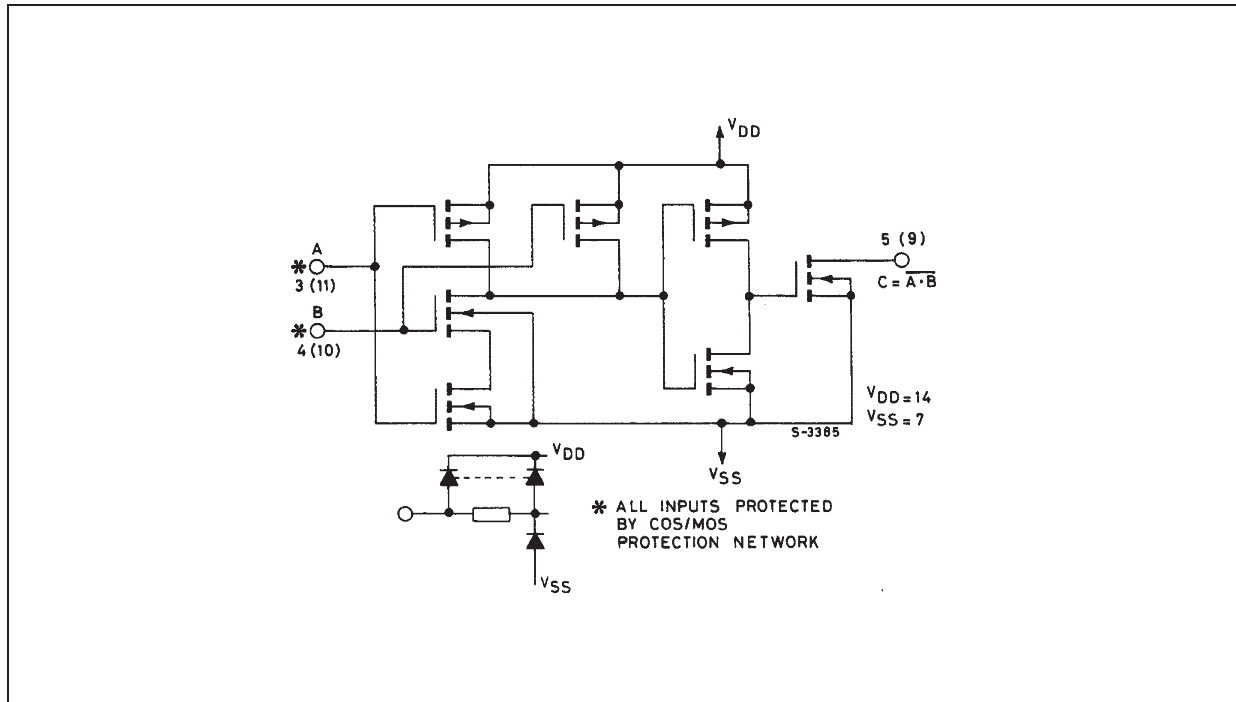 VDD
A
* 3 (11)
B
* 4 (10)
5 (9)
C = A·B
VDD = 14
VSS = 7
S-3385
VSS
VDD
* ALL INPUTS PROTECTED
BY COS/MOS
PROTECTION NETWORK
VSS